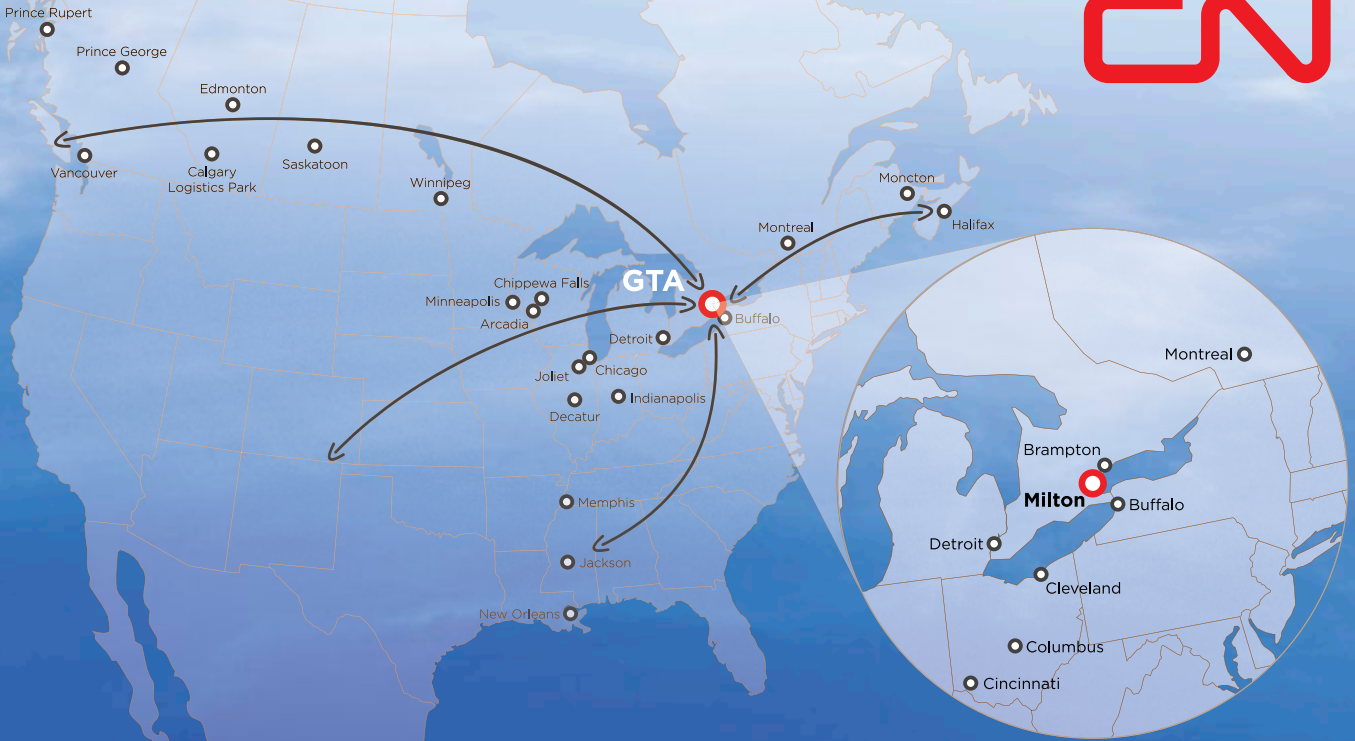 Prince Rupert
CN
Prince George
Edmonton
Vancouver
Calgary
Logistics Park
Saskatoon
Winnipeg
Moncton
Halifax
Montreal
GTA
Chippewa Falls
Minneapolis
Arcadia
Buffalo
Detroit
Joliet
Chicago
Indianapolis
Decatur
Memphis
Jackson
New Orleans
Montreal
Brampton
Milton
Buffalo
Detroit
Cleveland
Columbus
Cincinnati